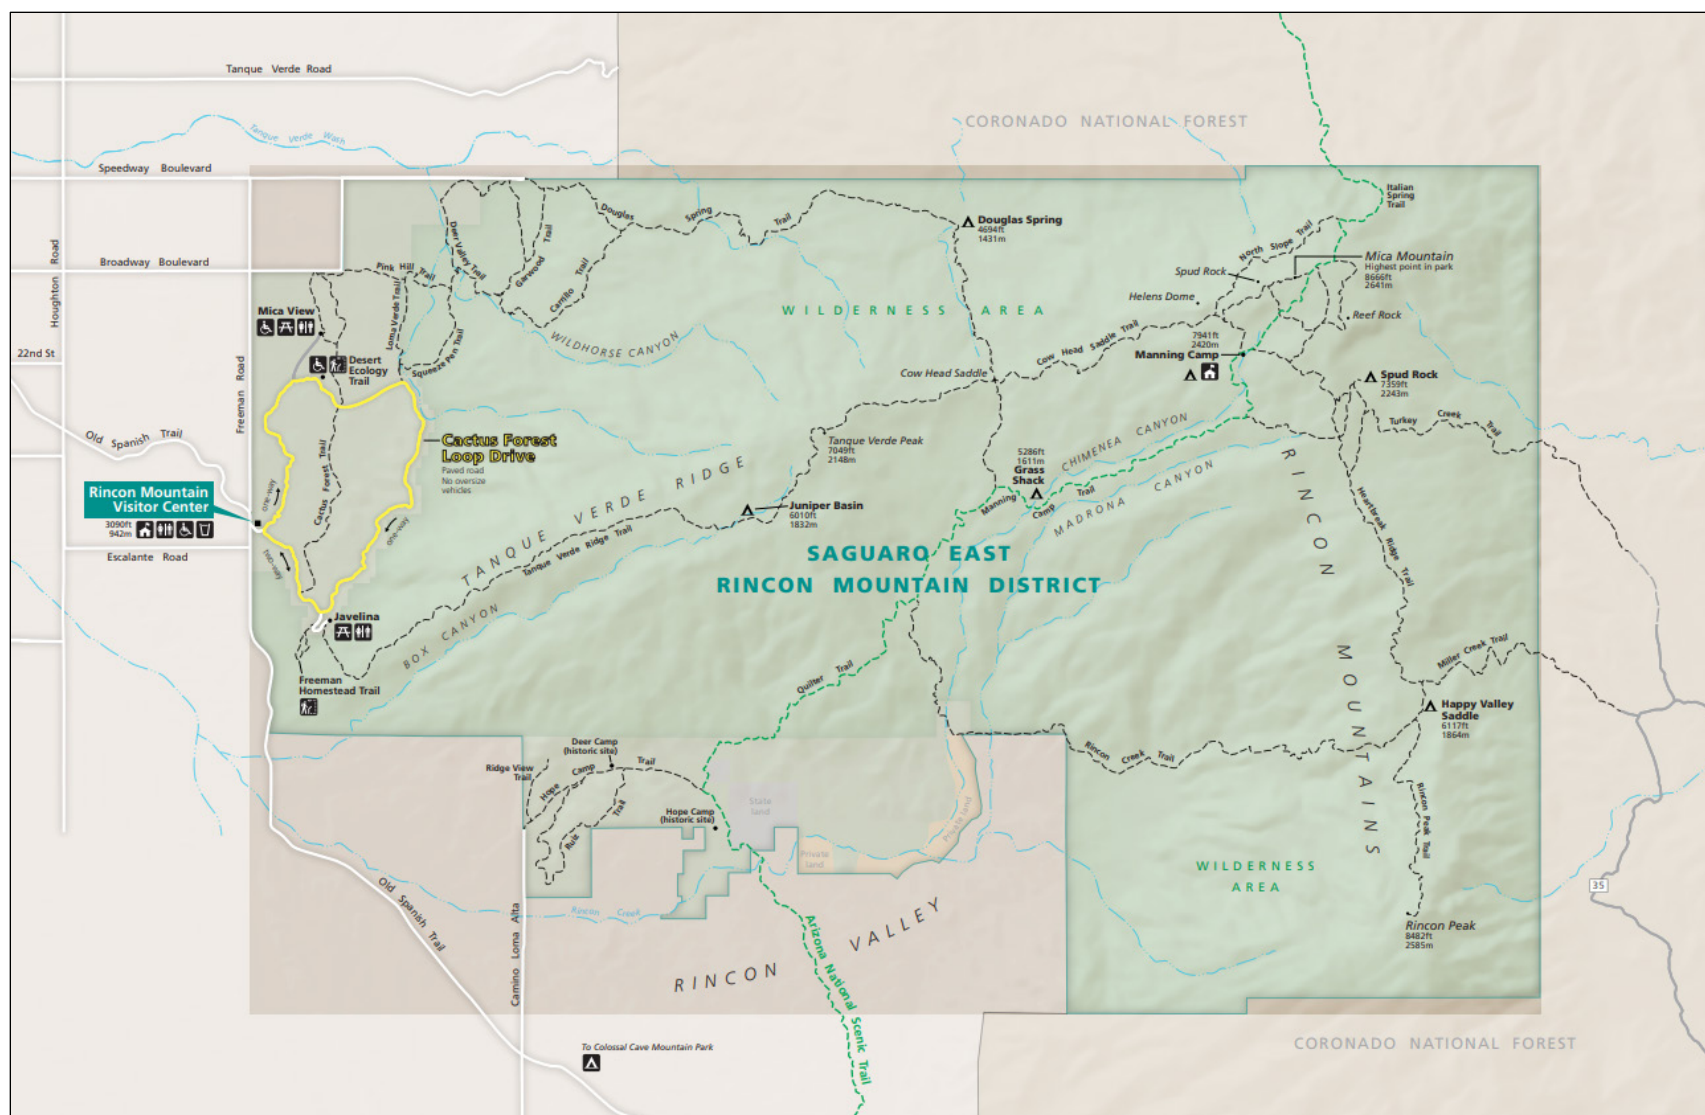 Tanque Verde Road
CORONADO NATIONAL FOREST
Tanque Verde Wash
Speedway Boulevard
Italian
Spring
Trail
Douglas Spring Trail
Douglas Spring
4694ft
1431m
Deer Valley Trail
Garwood Trail
Carrillo Trail
North Slope Trail
Mica Mountain
Highest point in park
8666ft
2641m
Houghton Road
Broadway Boulevard
Pink Hill Trail
Loma Verde Trail
Squeeze Pen Trail
Spud Rock
Helens Dome
Reef Rock
Mica View
WILDERNESS AREA
WILDHORSE CANYON
7941ft
2420m
Manning Camp
22nd St
Desert
Ecology
Trail
Freeman Road
Cow Head Saddle Trail
Cow Head Saddle
Spud Rock
7359ft
2243m
Turkey Creek Trail
Old Spanish Trail
Cactus Forest
Loop Drive
Paved road
No oversize
vehicles
Tanque Verde Peak
7049ft
2148m
CHIMENEA CANYON
5286ft
1611m
Grass
Shack
Cactus Forest Trail
one-way
Rincon Mountain
Visitor Center
3090ft
942m
TANQUE VERDE RIDGE
Juniper Basin
6010ft
1832m
Manning Camp Trail
MADRONA CANYON
RINCON MOUNTAINS
Heartbreak Ridge Trail
one-way
two-way
Escalante Road
Tanque Verde Ridge Trail
SAGUARO EAST
RINCON MOUNTAIN DISTRICT
Javelina
BOX CANYON
Freeman
Homestead Trail
Quilter Trail
Miller Creek Trail
Happy Valley
Saddle
6117ft
1864m
Deer Camp
(historic site)
Ridge View
Trail
Hope Camp Trail
Rincon Creek Trail
Ruiz Trail
Hope Camp
(historic site)
State
land
Private land
Private
land
Rincon Peak Trail
WILDERNESS
AREA
35
Old Spanish Trail
Camino Loma Alta
Rincon Creek
RINCON VALLEY
Arizona National Scenic Trail
Rincon Peak
8482ft
2585m
To Colossal Cave Mountain Park
CORONADO NATIONAL FOREST